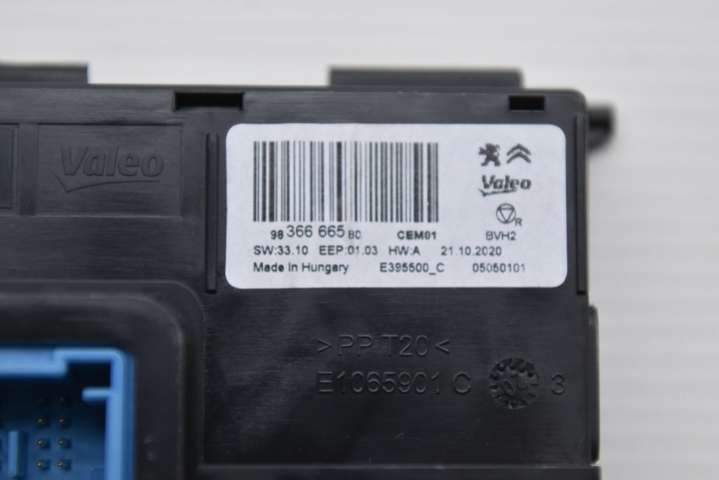 Valeo
Valeo
R
98 366 665 80 CEM01 BVH2
SW:33.10 EEP:01.03 HW:A 21.10.2020
Made In Hungary E395500_C 05050101
>PP T20<
E1065901 C 3